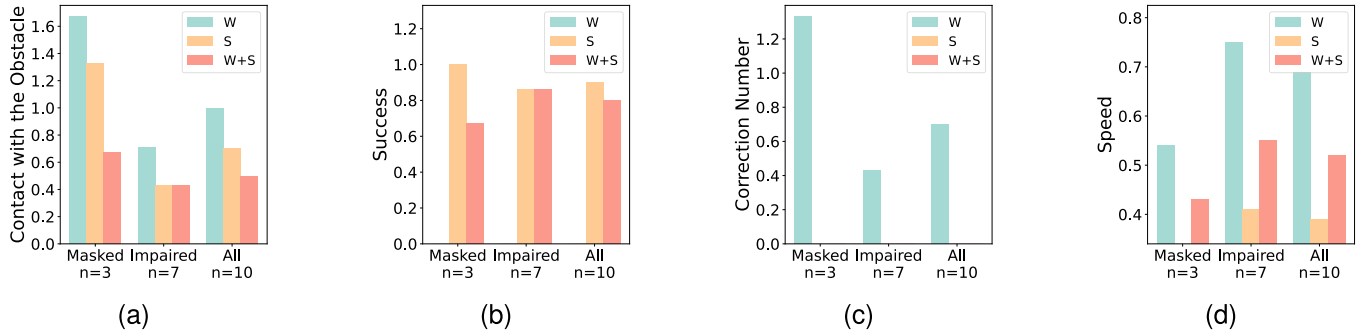 Contact with the Obstacle
1.6
1.4
1.2
1.0
0.8
0.6
0.4
0.2
0.0
W
S
W+S
Masked Impaired All
n=3 n=7 n=10
(a)
Success
1.2
1.0
0.8
0.6
0.4
0.2
0.0
W
S
W+S
Masked Impaired All
n=3 n=7 n=10
(b)
Correction Number
1.2
1.0
0.8
0.6
0.4
0.2
0.0
W
S
W+S
Masked Impaired All
n=3 n=7 n=10
(c)
Speed
0.8
0.7
0.6
0.5
0.4
W
S
W+S
Masked Impaired All
n=3 n=7 n=10
(d)